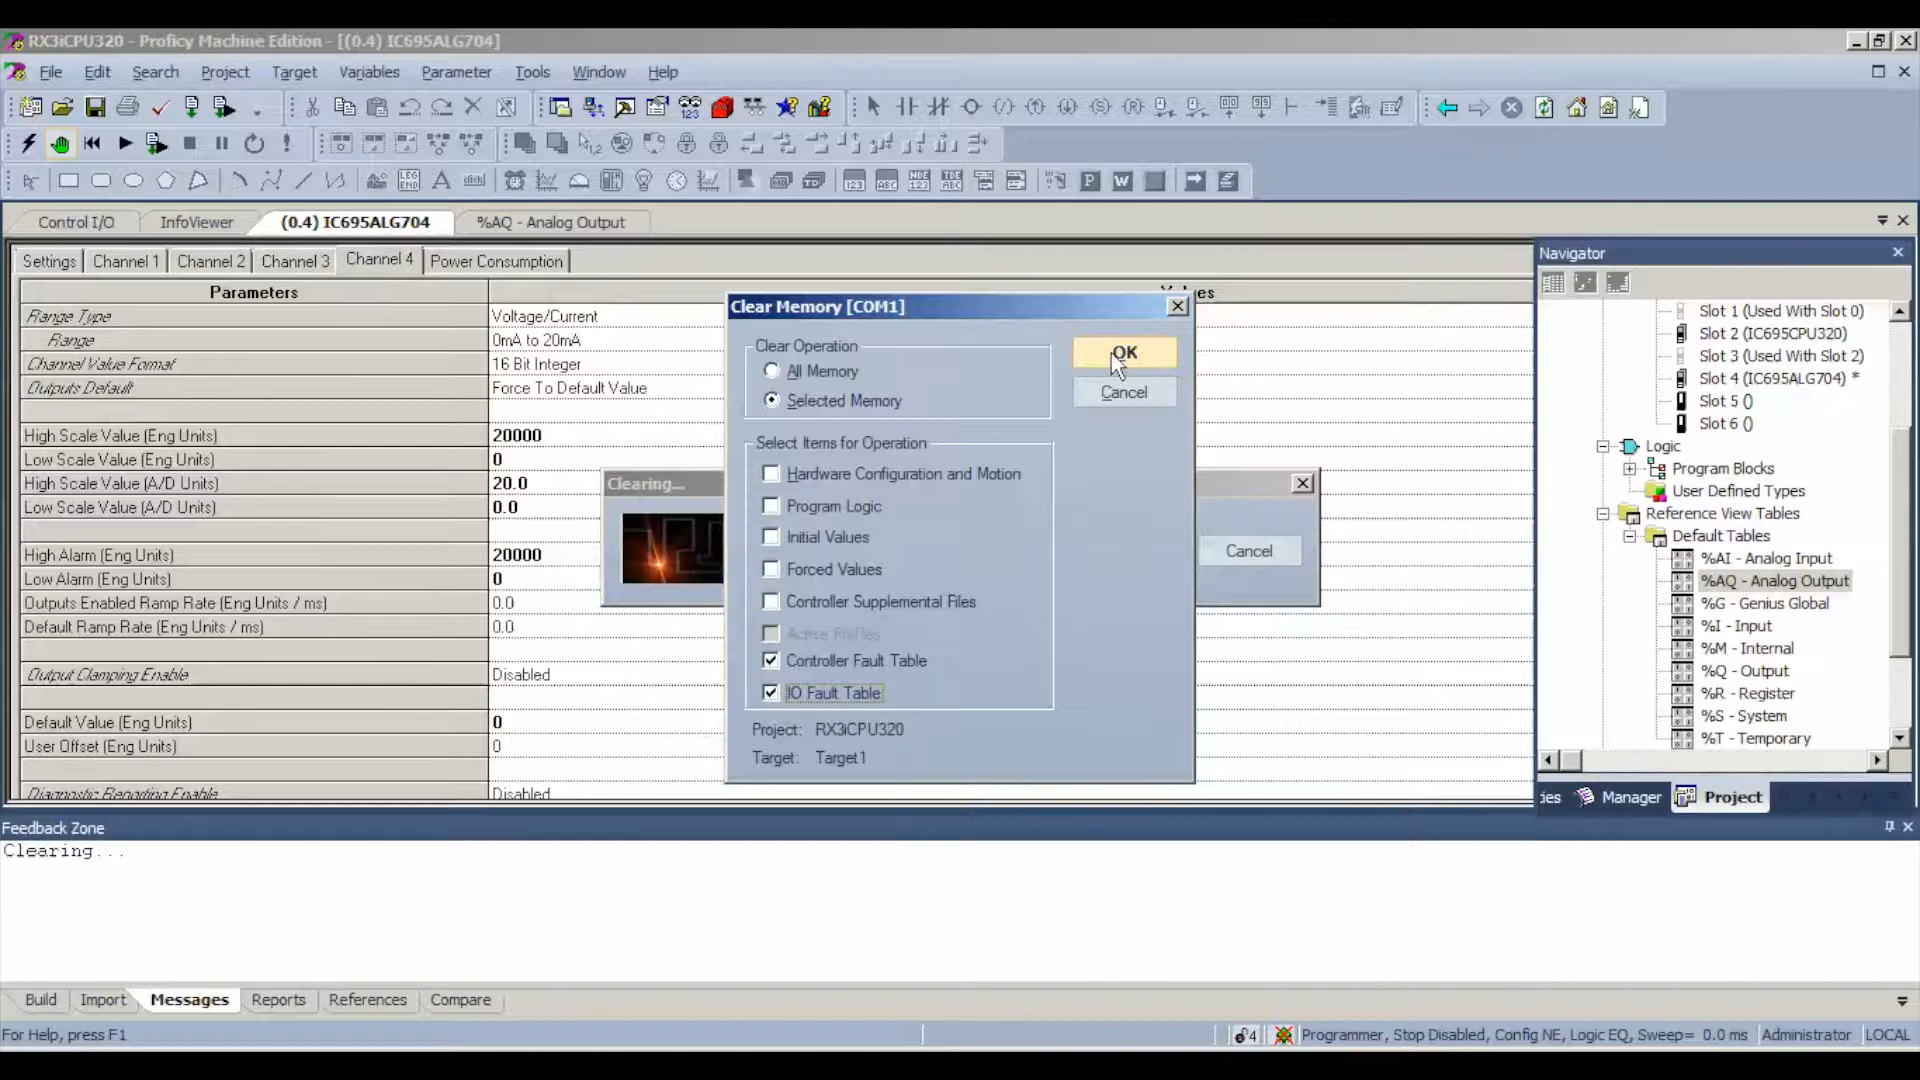 RX3iCPU320 - Proficy Machine Edition - [(0.4) IC695ALG704]
File Edit Search Project Target Variables Parameter Tools Window Help
Control I/O InfoViewer (0.4) IC695ALG704 %AQ - Analog Output
Settings Channel 1 Channel 2 Channel 3 Channel 4 Power Consumption
Parameters
Range Type Voltage/Current
Range 0mA to 20mA
Channel Value Format 16 Bit Integer
Outputs Default Force To Default Value
High Scale Value (Eng Units) 20000
Low Scale Value (Eng Units) 0
High Scale Value (A/D Units) 20.0
Low Scale Value (A/D Units) 0.0
High Alarm (Eng Units) 20000
Low Alarm (Eng Units) 0
Outputs Enabled Ramp Rate (Eng Units / ms) 0.0
Default Ramp Rate (Eng Units / ms) 0.0
Output Clamping Enable Disabled
Default Value (Eng Units) 0
User Offset (Eng Units) 0
Diagnostic Reporting Enable Disabled
Clearing...
Cancel
Clear Memory [COM1]
Clear Operation
All Memory
Selected Memory
OK
Cancel
Select Items for Operation
Hardware Configuration and Motion
Program Logic
Initial Values
Forced Values
Controller Supplemental Files
Controller Fault Table
IO Fault Table
Project: RX3iCPU320
Target: Target1
Navigator
Slot 1 (Used With Slot 0)
Slot 2 (IC695CPU320)
Slot 3 (Used With Slot 2)
Slot 4 (IC695ALG704) *
Slot 5 ()
Slot 6 ()
Logic
Program Blocks
User Defined Types
Reference View Tables
Default Tables
%AI - Analog Input
%AQ - Analog Output
%G - Genius Global
%I - Input
%M - Internal
%Q - Output
%R - Register
%S - System
%T - Temporary
ies Manager Project
Feedback Zone
Clearing...
Build Import Messages Reports References Compare
For Help, press F1
4 Programmer, Stop Disabled, Config NE, Logic EQ, Sweep= 0.0 ms Administrator LOCAL